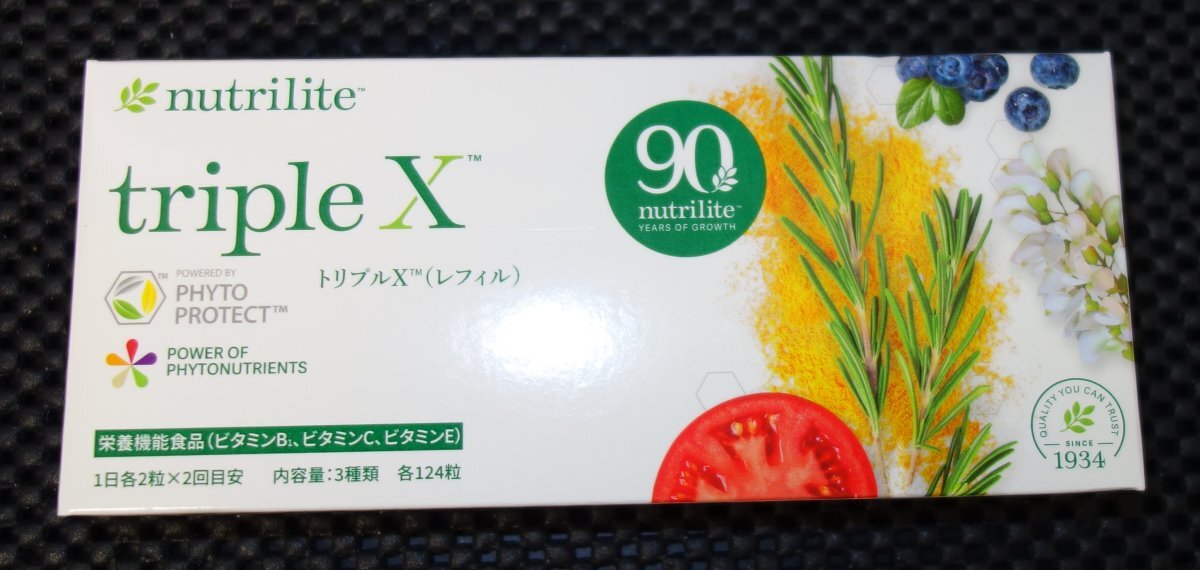 nutrilite™
triple X™
POWERED BY
PHYTO
PROTECT™
トリプルX™(レフィル)
POWER OF
PHYTONUTRIENTS
栄養機能食品(ビタミンB₁、ビタミンC、ビタミンE)
1日各2粒×2回目安 内容量:3種類 各124粒
90
nutrilite™
YEARS OF GROWTH
QUALITY YOU CAN TRUST
SINCE
1934